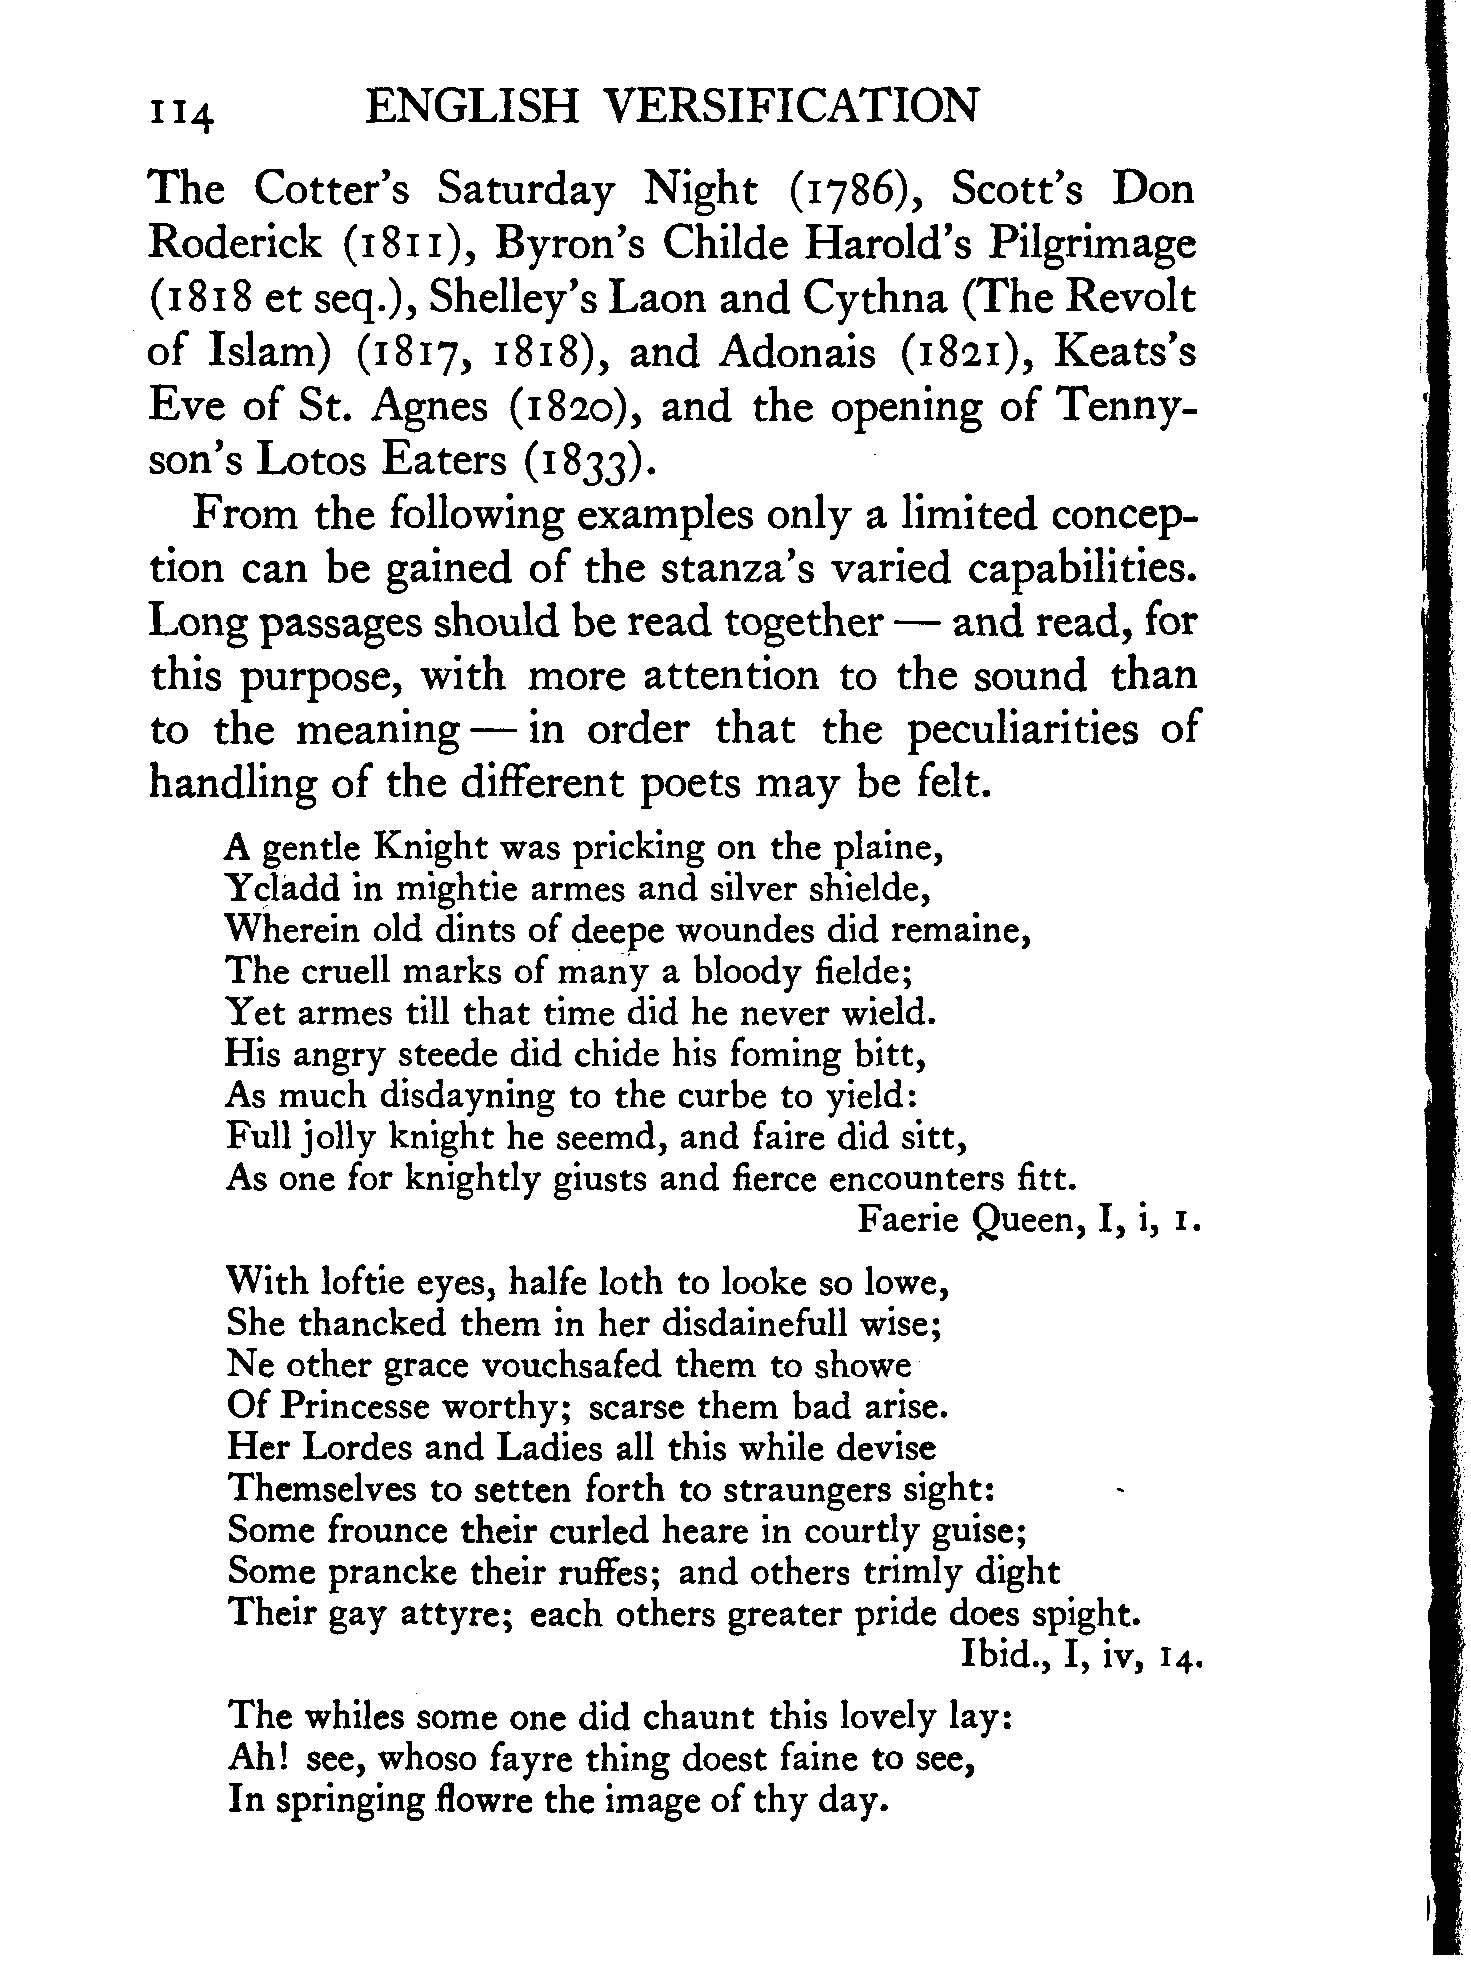 114 ENGLISH VERSIFICATION
The Cotter's Saturday Night (1786), Scott's Don
Roderick (1811), Byron's Childe Harold's Pilgrimage
(1818 et seq.), Shelley's Laon and Cythna (The Revolt
of Islam) (1817, 1818), and Adonais (1821), Keats's
Eve of St. Agnes (1820), and the opening of Tenny-
son's Lotos Eaters (1833).
From the following examples only a limited concep-
tion can be gained of the stanza's varied capabilities.
Long passages should be read together — and read, for
this purpose, with more attention to the sound than
to the meaning — in order that the peculiarities of
handling of the different poets may be felt.
A gentle Knight was pricking on the plaine,
Ycladd in mightie armes and silver shielde,
Wherein old dints of deepe woundes did remaine,
The cruell marks of many a bloody fielde;
Yet armes till that time did he never wield.
His angry steede did chide his foming bitt,
As much disdayning to the curbe to yield:
Full jolly knight he seemd, and faire did sitt,
As one for knightly giusts and fierce encounters fitt.
Faerie Queen, I, i, 1.
With loftie eyes, halfe loth to looke so lowe,
She thancked them in her disdainefull wise;
Ne other grace vouchsafed them to showe
Of Princesse worthy; scarse them bad arise.
Her Lordes and Ladies all this while devise
Themselves to setten forth to straungers sight:
Some frounce their curled heare in courtly guise;
Some prancke their ruffes; and others trimly dight
Their gay attyre; each others greater pride does spight.
Ibid., I, iv, 14.
The whiles some one did chaunt this lovely lay:
Ah! see, whoso fayre thing doest faine to see,
In springing flowre the image of thy day.